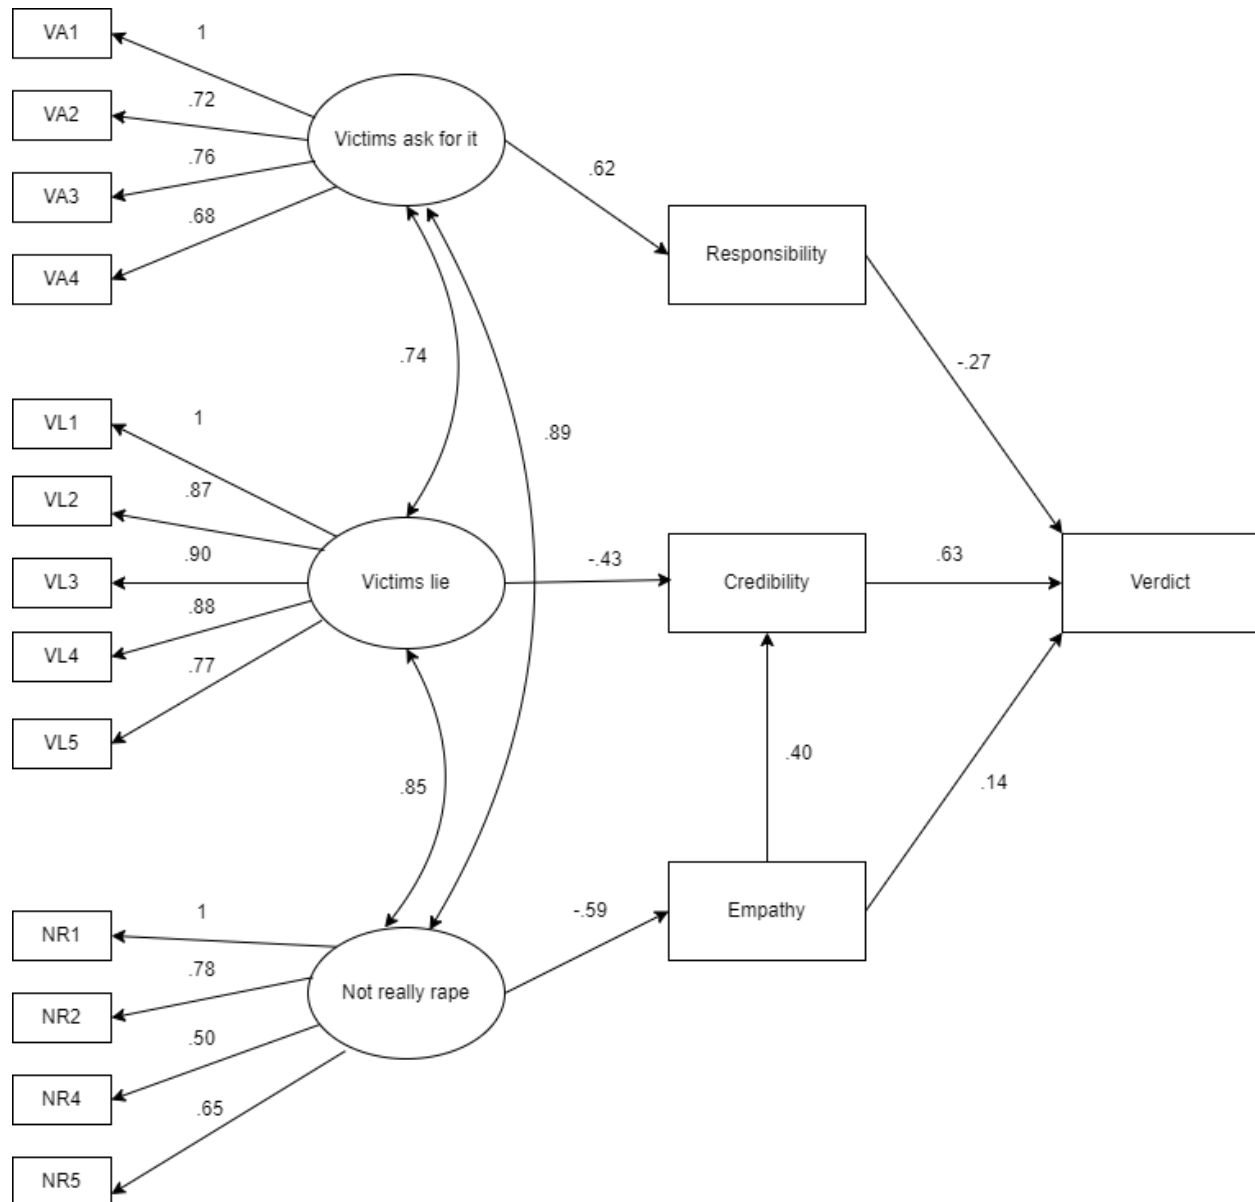 VA1
1
VA2
.72
VA3
.76
VA4
.68
Victims ask for it
.62
Responsibility
-.27
.74
.89
VL1
1
VL2
.87
VL3
.90
VL4
.88
VL5
.77
Victims lie
-.43
Credibility
.63
Verdict
.40
.14
.85
NR1
1
NR2
.78
NR4
.50
NR5
.65
Not really rape
-.59
Empathy